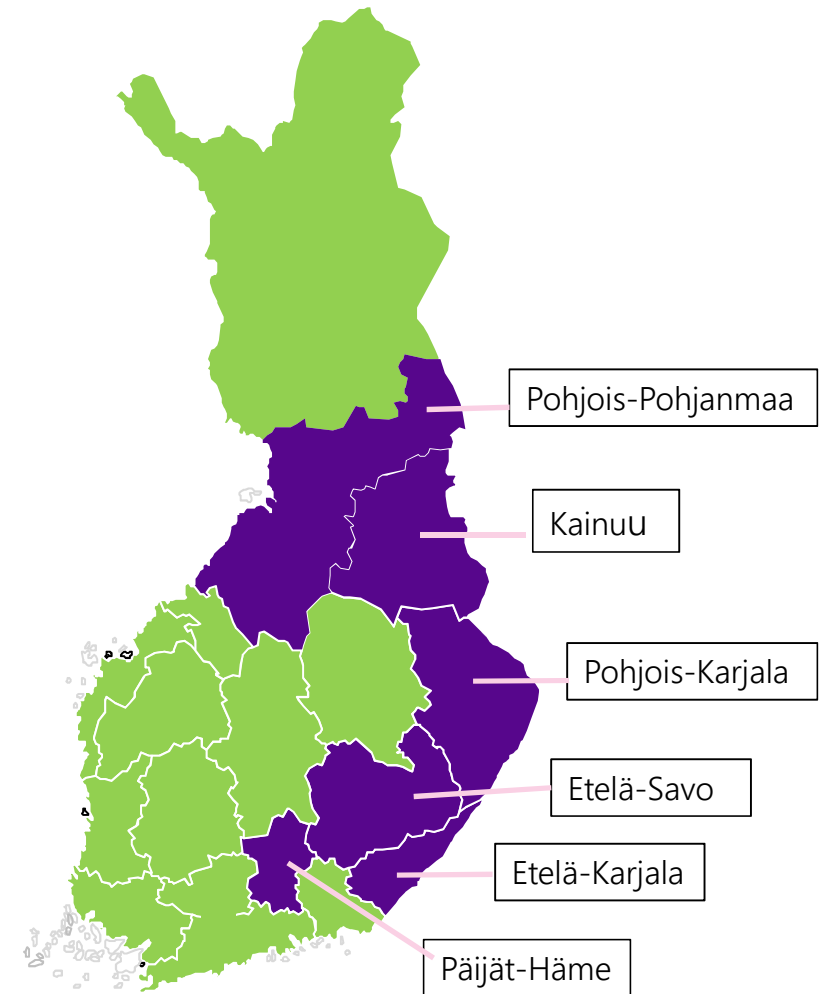 Pohjois-Pohjanmaa
Kainuu
Pohjois-Karjala
Etelä-Savo
Etelä-Karjala
Päijät-Häme